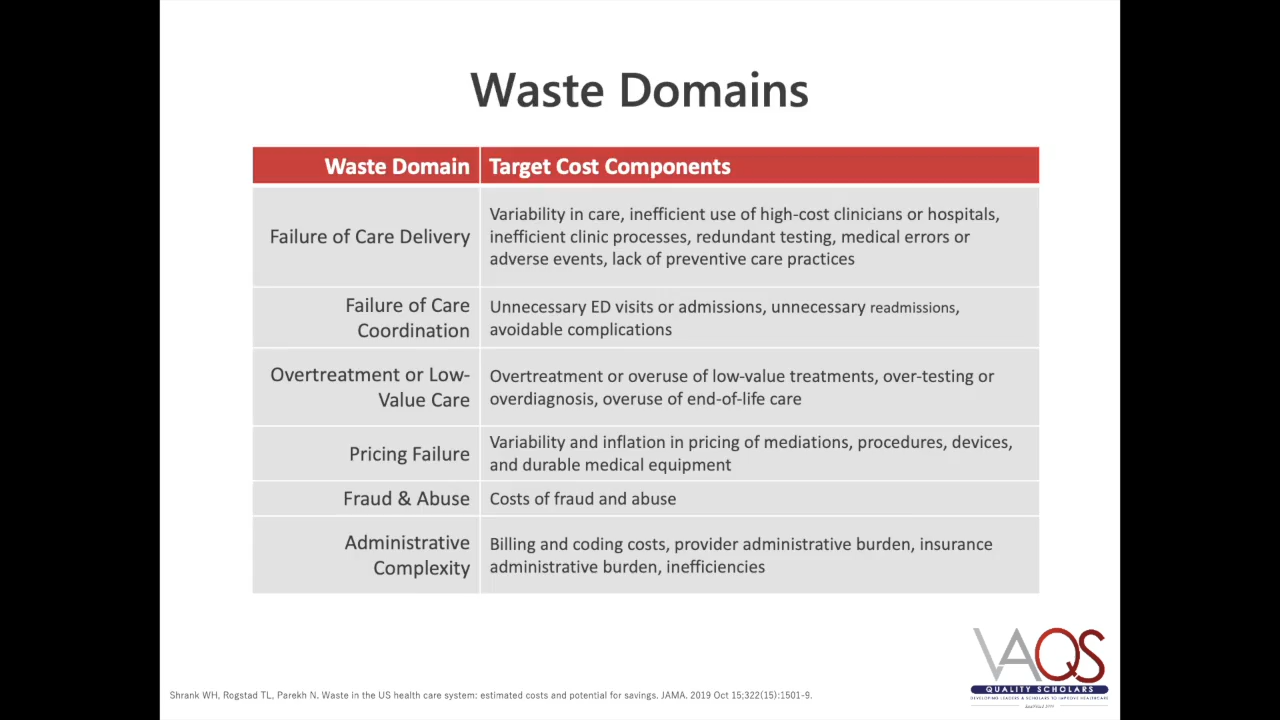 Waste Domains
Waste Domain
Target Cost Components
Failure of Care Delivery
Variability in care, inefficient use of high-cost clinicians or hospitals,
inefficient clinic processes, redundant testing, medical errors or
adverse events, lack of preventive care practices
Failure of Care
Coordination
Unnecessary ED visits or admissions, unnecessary readmissions,
avoidable complications
Overtreatment or Low-
Value Care
Overtreatment or overuse of low-value treatments, over-testing or
overdiagnosis, overuse of end-of-life care
Pricing Failure
Variability and inflation in pricing of mediations, procedures, devices,
and durable medical equipment
Fraud & Abuse
Costs of fraud and abuse
Administrative
Complexity
Billing and coding costs, provider administrative burden, insurance
administrative burden, inefficiencies
VAQS
QUALITY SCHOLARS
DEVELOPING LEADERS & SCHOLARS TO IMPROVE HEALTHCARE
Shrank WH, Rogstad TL, Parekh N. Waste in the US health care system: estimated costs and potential for savings. JAMA. 2019 Oct 15;322(15):1501-9.